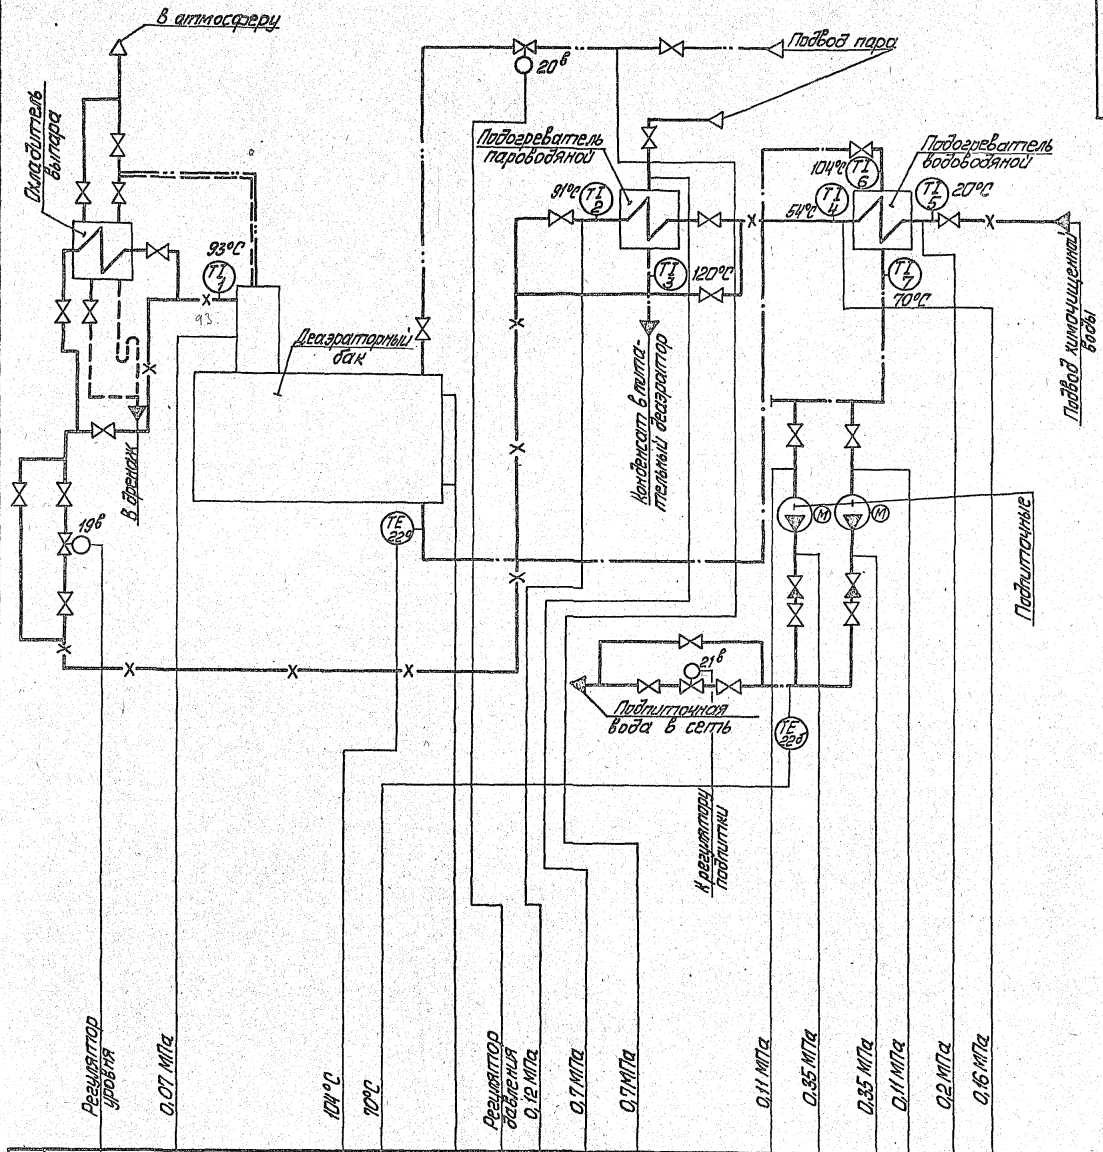 В атмосферу
Охладитель
выпара
20в
Подвод пара
Подогреватель
пароводяной
Подогреватель
водоводяной
104°С
TI
6
91°С
TI
2
54°С
TI
4
TI
5
20°С
93°С
TI
1
93
TI
3
120°С
TI
7
70°С
Деаэраторный
бак
Конденсат в пита-
тельный деаэратор
Подвод химочищенной
воды
В дренаж
19в
TE
22а
М
М
Подпиточные
21в
Подпиточная
вода в сеть
TE
22б
К регулятору
подпитки
Регулятор
уровня
0,07 МПа
104°С
70°С
Регулятор
давления
0,12 МПа
0,7 МПа
0,7 МПа
0,11 МПа
0,35 МПа
0,35 МПа
0,11 МПа
0,2 МПа
0,16 МПа